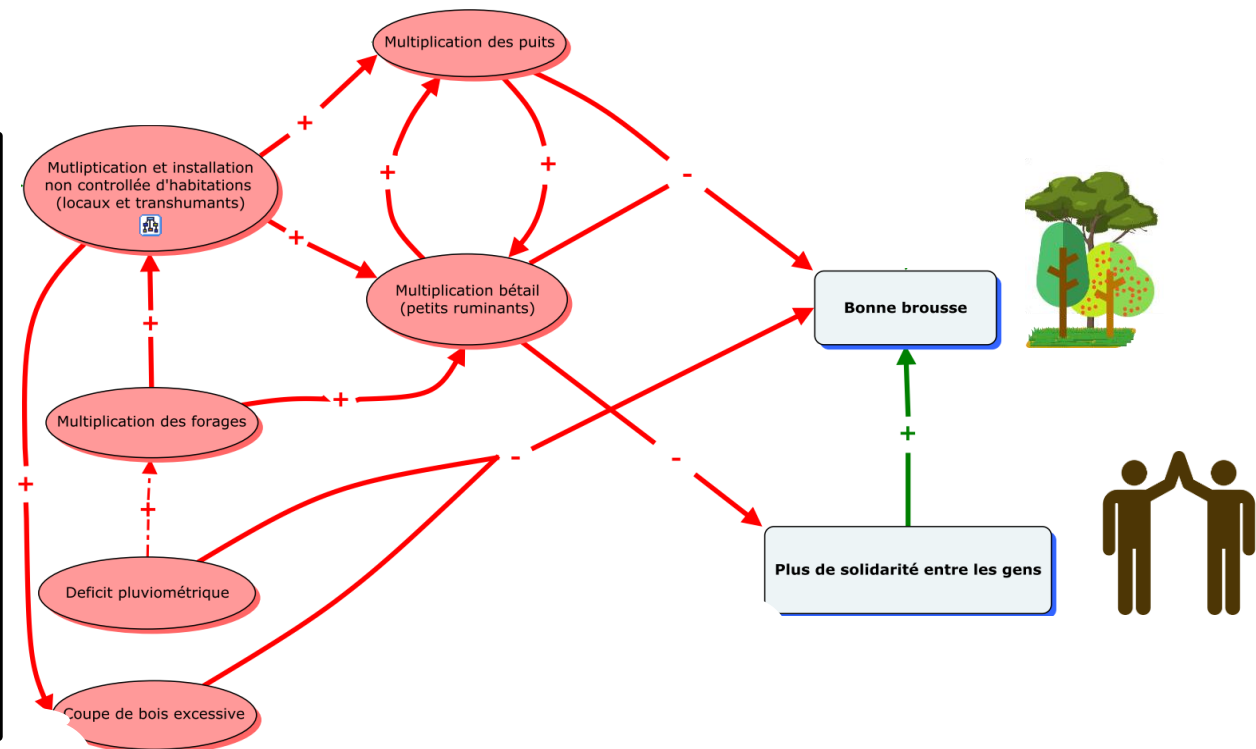 Multiplication des puits
+
Mutliptication et installation
non controllée d'habitations
(locaux et transhumants)
+
-
+
+
Multiplication bétail
(petits ruminants)
Bonne brousse
+
+
Multiplication des forages
+
+
-
-
+
+
Plus de solidarité entre les gens
Deficit pluviométrique
Coupe de bois excessive